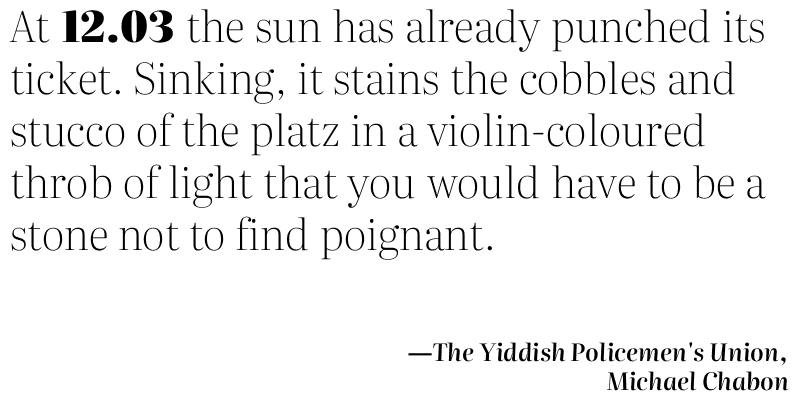 At 12.03 the sun has already punched its
ticket. Sinking, it stains the cobbles and
stucco of the platz in a violin-coloured
throb of light that you would have to be a
stone not to find poignant.
—The Yiddish Policemen's Union,
Michael Chabon